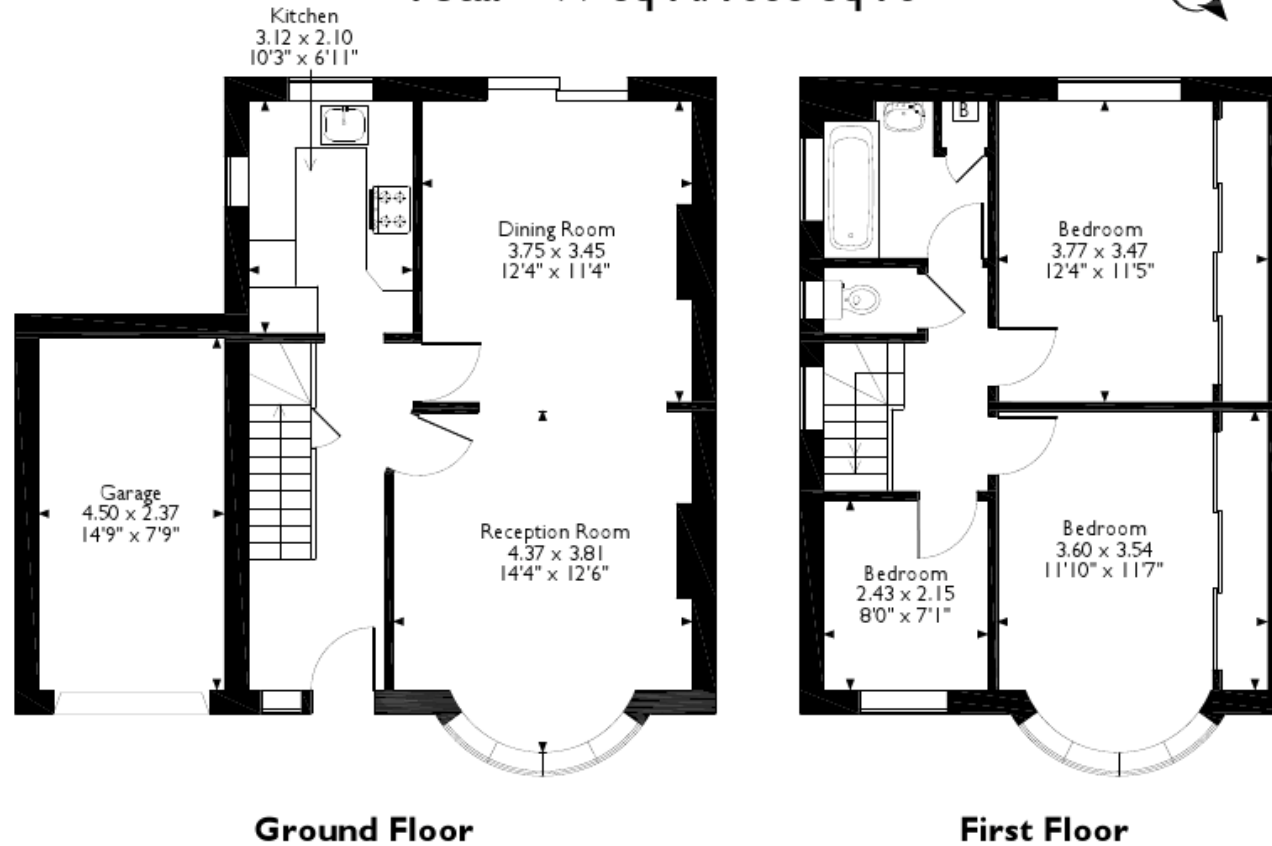 Kitchen
3.12 x 2.10
10'3" x 6'11"
B
Dining Room
3.75 x 3.45
12'4" x 11'4"
Bedroom
3.77 x 3.47
12'4" x 11'5"
Garage
4.50 x 2.37
14'9" x 7'9"
Reception Room
4.37 x 3.81
14'4" x 12'6"
Bedroom
2.43 x 2.15
8'0" x 7'1"
Bedroom
3.60 x 3.54
11'10" x 11'7"
Ground Floor
First Floor